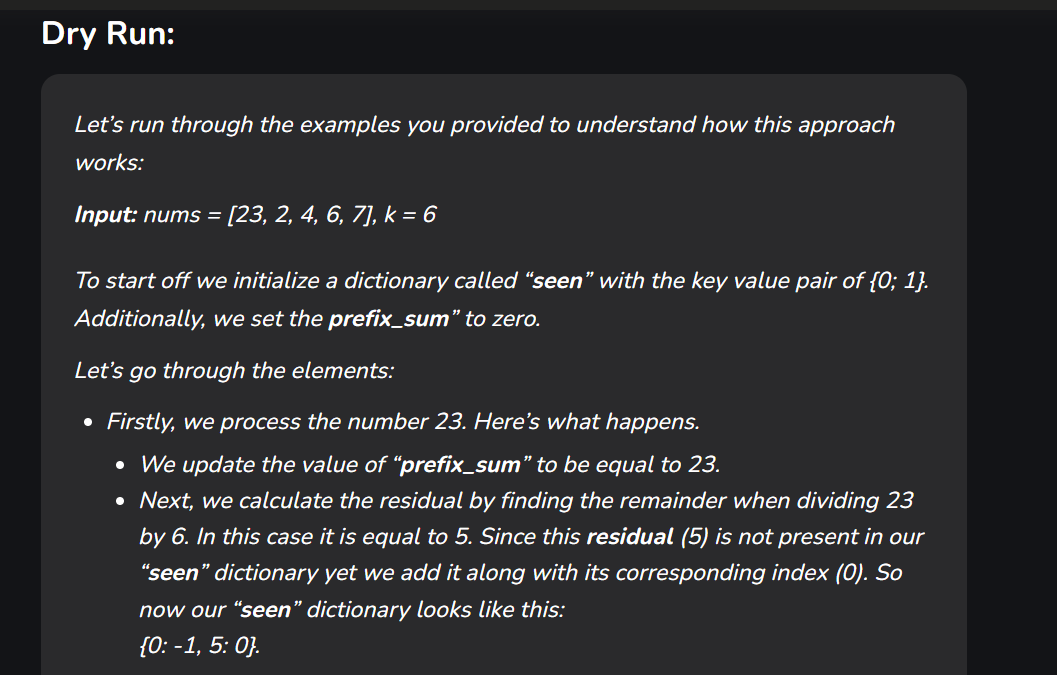 Dry Run:
Let’s run through the examples you provided to understand how this approach
works:
Input: nums = [23, 2, 4, 6, 7], k = 6
To start off we initialize a dictionary called “seen” with the key value pair of {0; 1}.
Additionally, we set the prefix_sum” to zero.
Let’s go through the elements:
• Firstly, we process the number 23. Here’s what happens.
• We update the value of “prefix_sum” to be equal to 23.
• Next, we calculate the residual by finding the remainder when dividing 23
by 6. In this case it is equal to 5. Since this residual (5) is not present in our
“seen” dictionary yet we add it along with its corresponding index (0). So
now our “seen” dictionary looks like this:
{0: -1, 5: 0}.